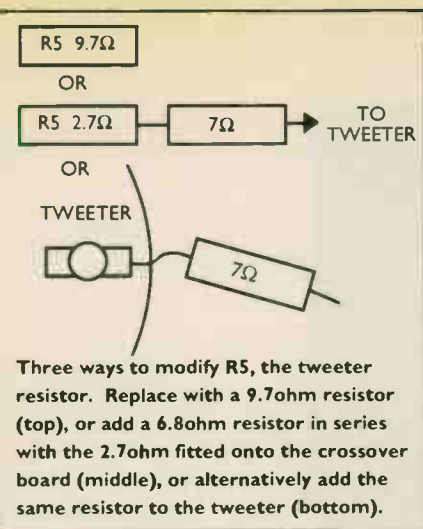 R5 9.7Ω
OR
R5 2.7Ω
7Ω
TO
TWEETER
OR
TWEETER
7Ω
Three ways to modify R5, the tweeter
resistor. Replace with a 9.7ohm resistor
(top), or add a 6.8ohm resistor in series
with the 2.7ohm fitted onto the crossover
board (middle), or alternatively add the
same resistor to the tweeter (bottom).